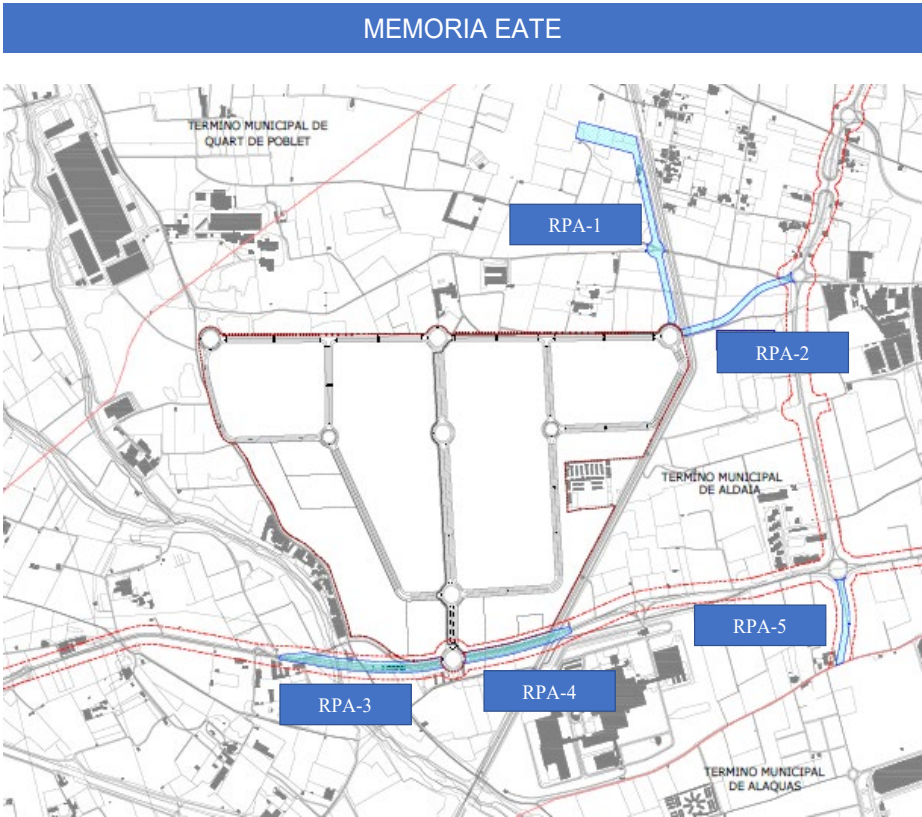 MEMORIA EATE
TERMINO MUNICIPAL DE
QUART DE POBLET
RPA-1
RPA-2
TERMINO MUNICIPAL
DE ALDAIA
RPA-5
RPA-3
RPA-4
TERMINO MUNICIPAL
DE ALAQUAS